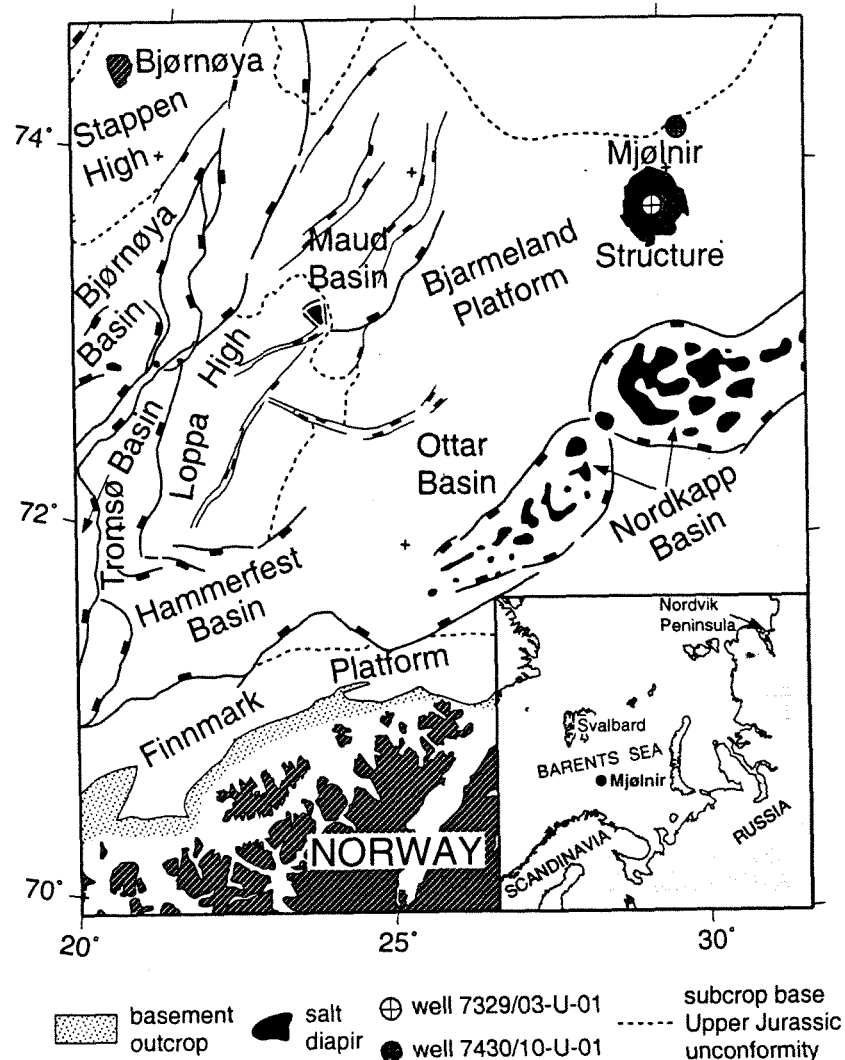 Bjørnøya
Stappen
High
74°
Mjølnir
Structure
Bjørnøya
Basin
Maud
Basin
Bjarmeland
Platform
High
Loppa
Tromsø Basin
Ottar
Basin
72°
Nordkapp
Basin
Hammerfest
Basin
Platform
Finnmark
NORWAY
70°
Nordvik
Peninsula
Svalbard
BARENTS SEA
Mjølnir
RUSSIA
SCANDINAVIA
20°
25°
30°
basement
outcrop
salt
diapir
well 7329/03-U-01
well 7430/10-U-01
subcrop base
Upper Jurassic
unconformity